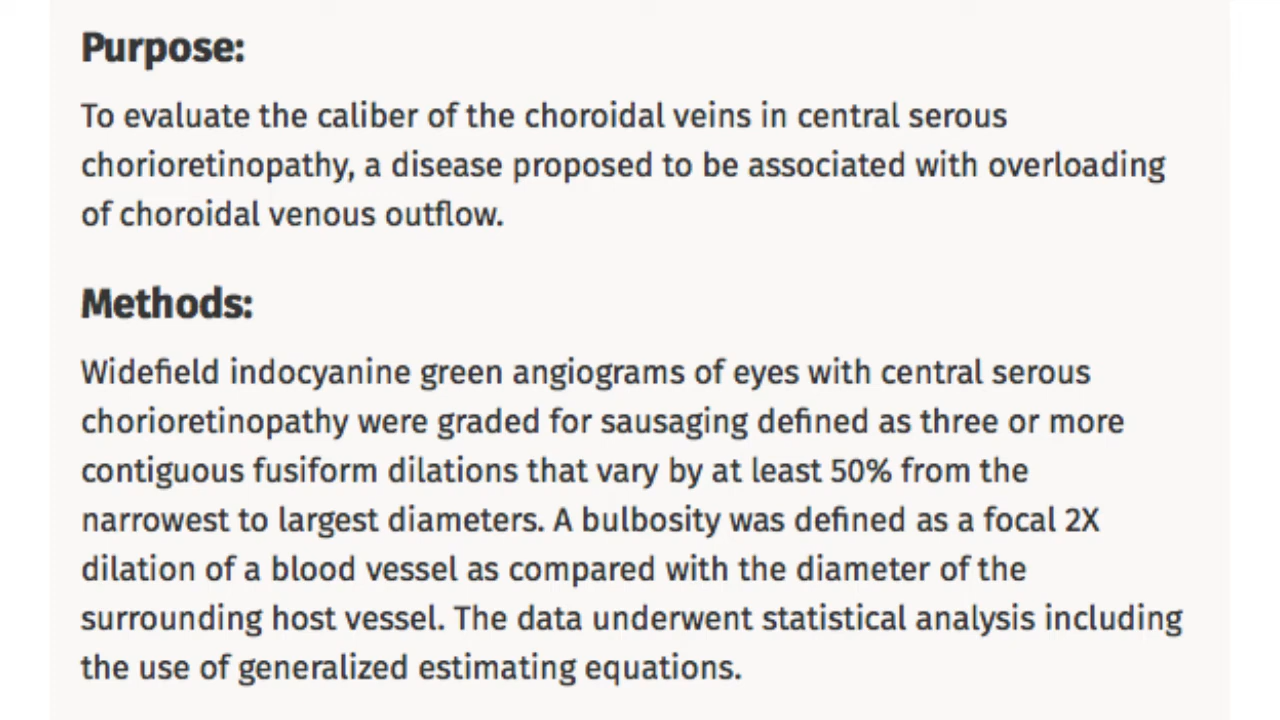 Purpose:
To evaluate the caliber of the choroidal veins in central serous
chorioretinopathy, a disease proposed to be associated with overloading
of choroidal venous outflow.
Methods:
Widefield indocyanine green angiograms of eyes with central serous
chorioretinopathy were graded for sausaging defined as three or more
contiguous fusiform dilations that vary by at least 50% from the
narrowest to largest diameters. A bulbosity was defined as a focal 2X
dilation of a blood vessel as compared with the diameter of the
surrounding host vessel. The data underwent statistical analysis including
the use of generalized estimating equations.